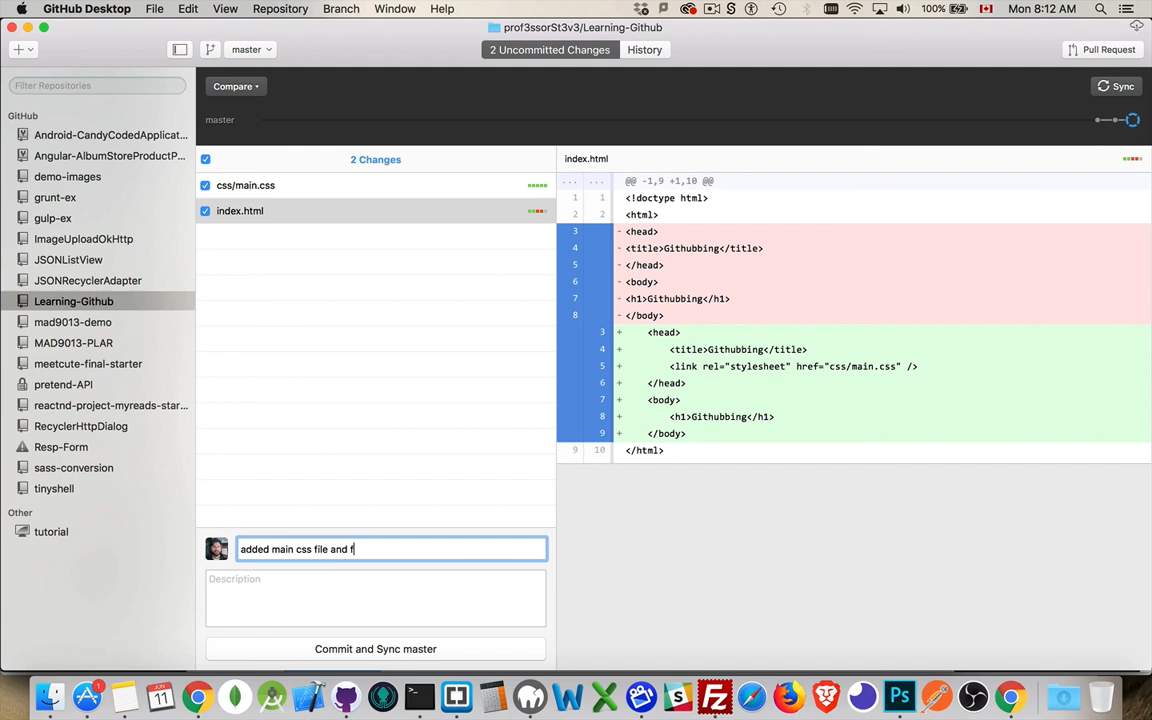 GitHub Desktop File Edit View Repository Branch Window Help 100% Mon 8:12 AM
prof3ssorSt3v3/Learning-Github
master 2 Uncommitted Changes History Pull Request
Filter Repositories
Compare Sync
master
GitHub
Android-CandyCodedApplicat...
Angular-AlbumStoreProductP...
demo-images
grunt-ex
gulp-ex
ImageUploadOkHttp
JSONListView
JSONRecyclerAdapter
Learning-Github
mad9013-demo
MAD9013-PLAR
meetcute-final-starter
pretend-API
reactnd-project-myreads-star...
RecyclerHttpDialog
Resp-Form
sass-conversion
tinyshell
Other
tutorial
2 Changes
css/main.css
index.html
added main css file and f
Description
Commit and Sync master
index.html
... ... @@ -1,9 +1,10 @@
1 1 <!doctype html>
2 2 <html>
3 - <head>
4 - <title>Githubbing</title>
5 - </head>
6 - <body>
7 - <h1>Githubbing</h1>
8 - </body>
3 + <head>
4 + <title>Githubbing</title>
5 + <link rel="stylesheet" href="css/main.css" />
6 + </head>
7 + <body>
8 + <h1>Githubbing</h1>
9 + </body>
9 10 </html>
1
JUN
11
Ps